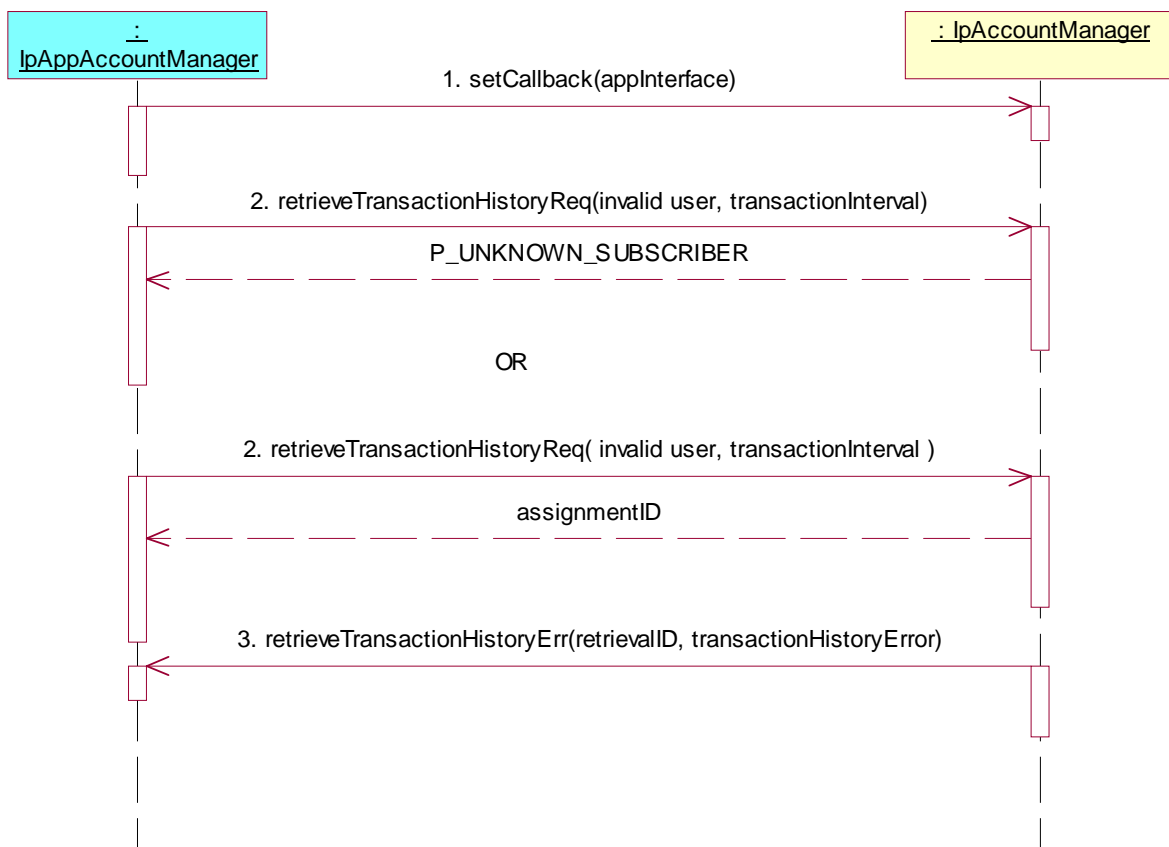 :
IpAppAccountManager
: IpAccountManager
1. setCallback(appInterface)
2. retrieveTransactionHistoryReq(invalid user, transactionInterval)
P_UNKNOWN_SUBSCRIBER
OR
2. retrieveTransactionHistoryReq( invalid user, transactionInterval )
assignmentID
3. retrieveTransactionHistoryErr(retrievalID, transactionHistoryError)